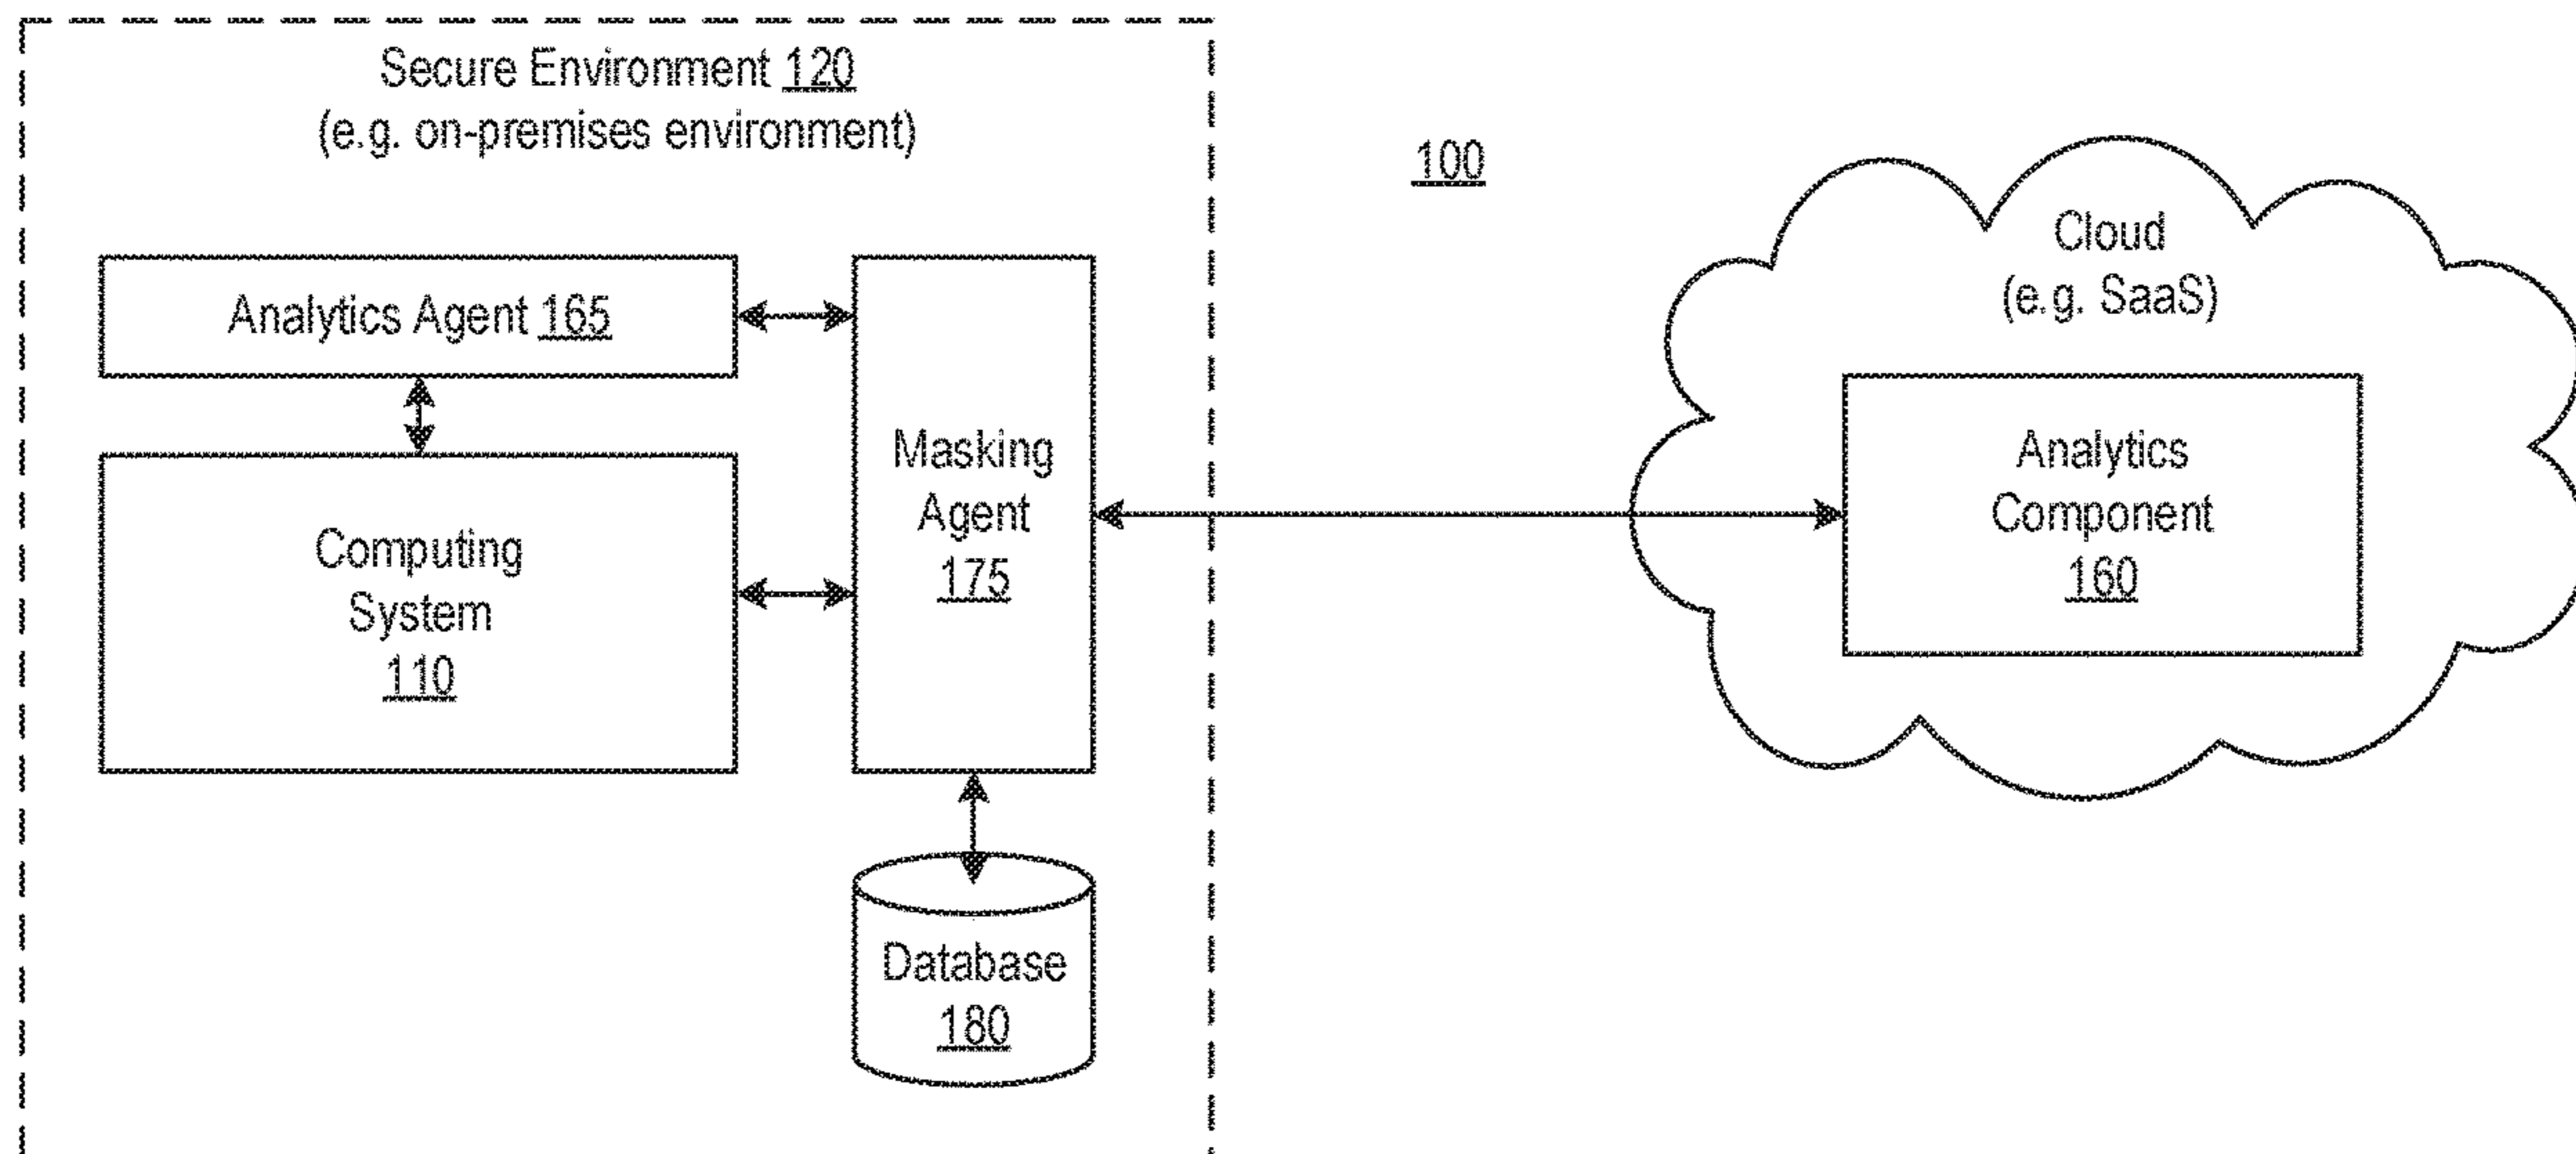 Secure Environment 120
(e.g. on-premises environment)
100
Cloud
(e.g. SaaS)
Analytics Agent 165
Masking
Agent
175
Analytics
Component
160
Computing
System
110
Database
180